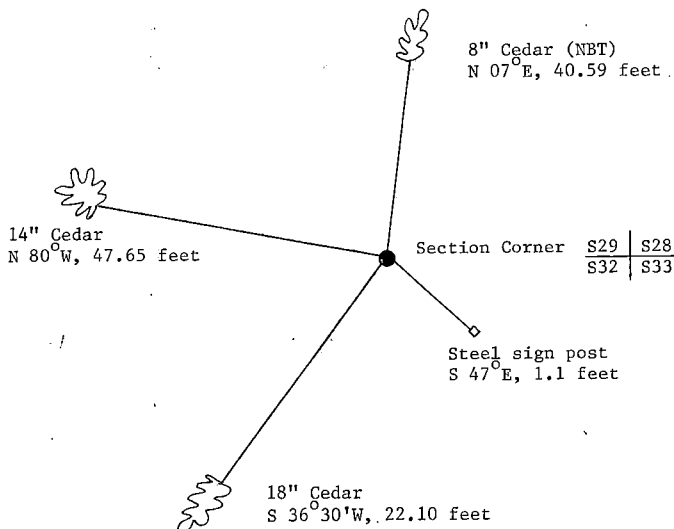 8" Cedar (NBT)
N 07°E, 40.59 feet
14" Cedar
N 80°W, 47.65 feet
Section Corner
S29 | S28
S32 | S33
Steel sign post
S 47°E, 1.1 feet
18" Cedar
S 36°30'W, 22.10 feet